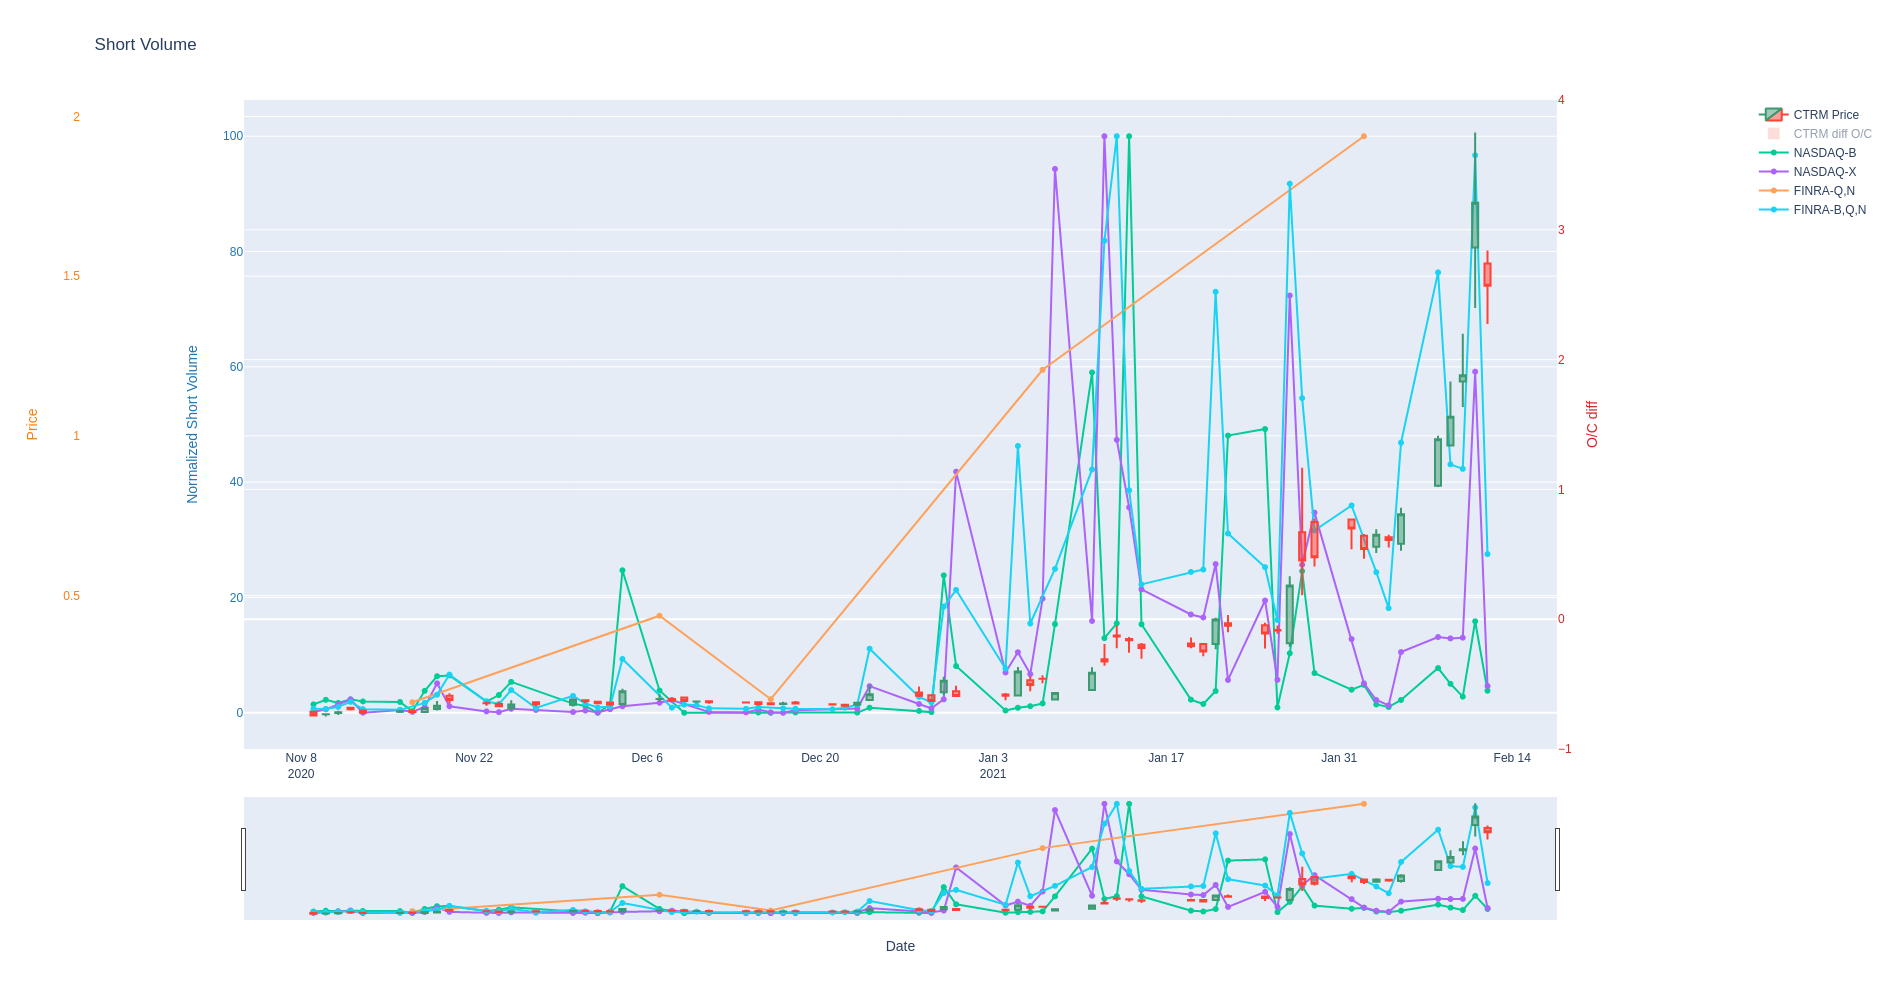 Short Volume
2
1.5
1
0.5
Price
100
80
60
40
20
0
Normalized Short Volume
4
3
2
1
0
−1
O/C diff
CTRM Price
CTRM diff O/C
NASDAQ-B
NASDAQ-X
FINRA-Q,N
FINRA-B,Q,N
Nov 8
2020
Nov 22
Dec 6
Dec 20
Jan 3
2021
Jan 17
Jan 31
Feb 14
Date